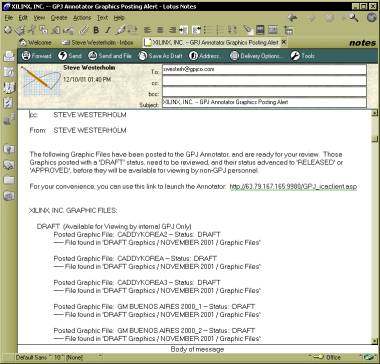 XILINX, INC. -- GPJ Annotator Graphics Posting Alert - Lotus Notes
File Edit View Create Actions Text Help
Welcome Steve Westerholm - Inbox XILINX, INC. -- GPJ Annotator Graphics Posting Alert notes
Forward Send Send and File Save As Draft Address... Delivery Options... Tools
Steve Westerholm
12/10/01 01:40 PM
To: swesterh@gpjco.com
cc:
bcc:
Subject: XILINX, INC. -- GPJ Annotator Graphics Posting Alert
cc: STEVE WESTERHOLM
From: STEVE WESTERHOLM
The following Graphic Files have been posted to the GPJ Annotator, and are ready for your review. Those
Graphics posted with a "DRAFT" status, need to be reviewed, and their status advanced to "RELEASED" or
"APPROVED", before they will be available for viewing by non-GPJ personnel.
For your convenience, you can use this link to launch the Annotator: http://63.79.167.165:9980/GPJ_icaclient.asp
XILINX, INC. GRAPHIC FILES:
DRAFT (Available for Viewing by internal GPJ Only)
Posted Graphic File: CADDYKOREA2 -- Status: DRAFT
---- File found in "DRAFT Graphics / NOVEMBER 2001 / Graphic Files"
Posted Graphic File: CADDYKOREA -- Status: DRAFT
---- File found in "DRAFT Graphics / NOVEMBER 2001 / Graphic Files"
Posted Graphic File: CADDYKOREA3 -- Status: DRAFT
---- File found in "DRAFT Graphics / NOVEMBER 2001 / Graphic Files"
Posted Graphic File: GM BUENOS AIRES 2000_1 -- Status: DRAFT
---- File found in "DRAFT Graphics / NOVEMBER 2001 / Graphic Files"
Posted Graphic File: GM BUENOS AIRES 2000_2 -- Status: DRAFT
---- File found in "DRAFT Graphics / NOVEMBER 2001 / Graphic Files"
Body of message
Default Sans 10 [None] Office